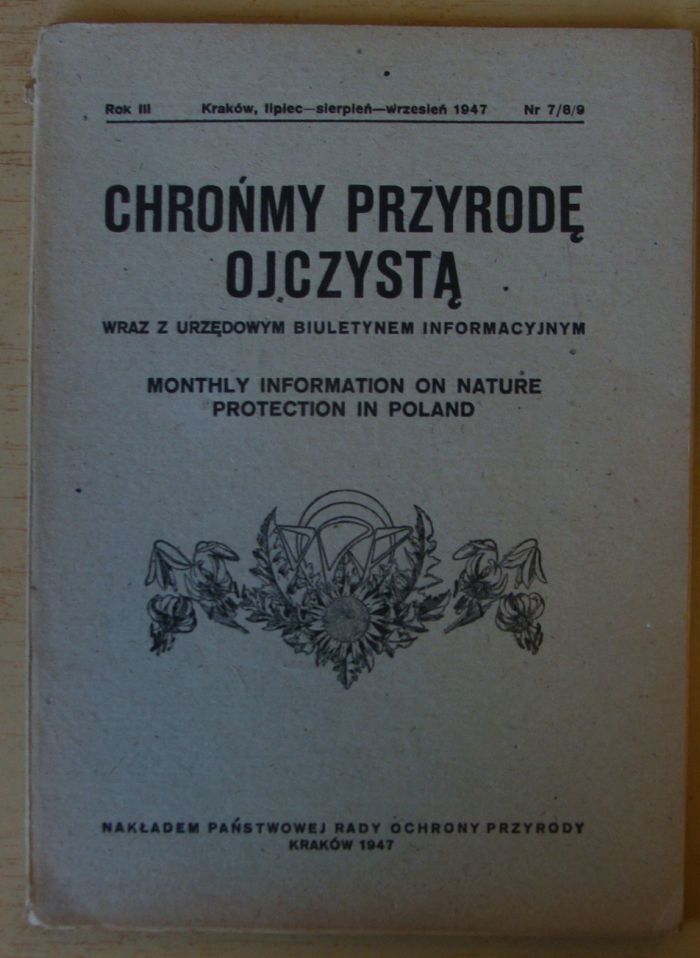 Rok III Kraków, lipiec—sierpień—wrzesień 1947 Nr 7/8/9
CHROŃMY PRZYRODĘ
OJCZYSTĄ
WRAZ Z URZĘDOWYM BIULETYNEM INFORMACYJNYM
MONTHLY INFORMATION ON NATURE
PROTECTION IN POLAND
NAKŁADEM PAŃSTWOWEJ RADY OCHRONY PRZYRODY
KRAKÓW 1947